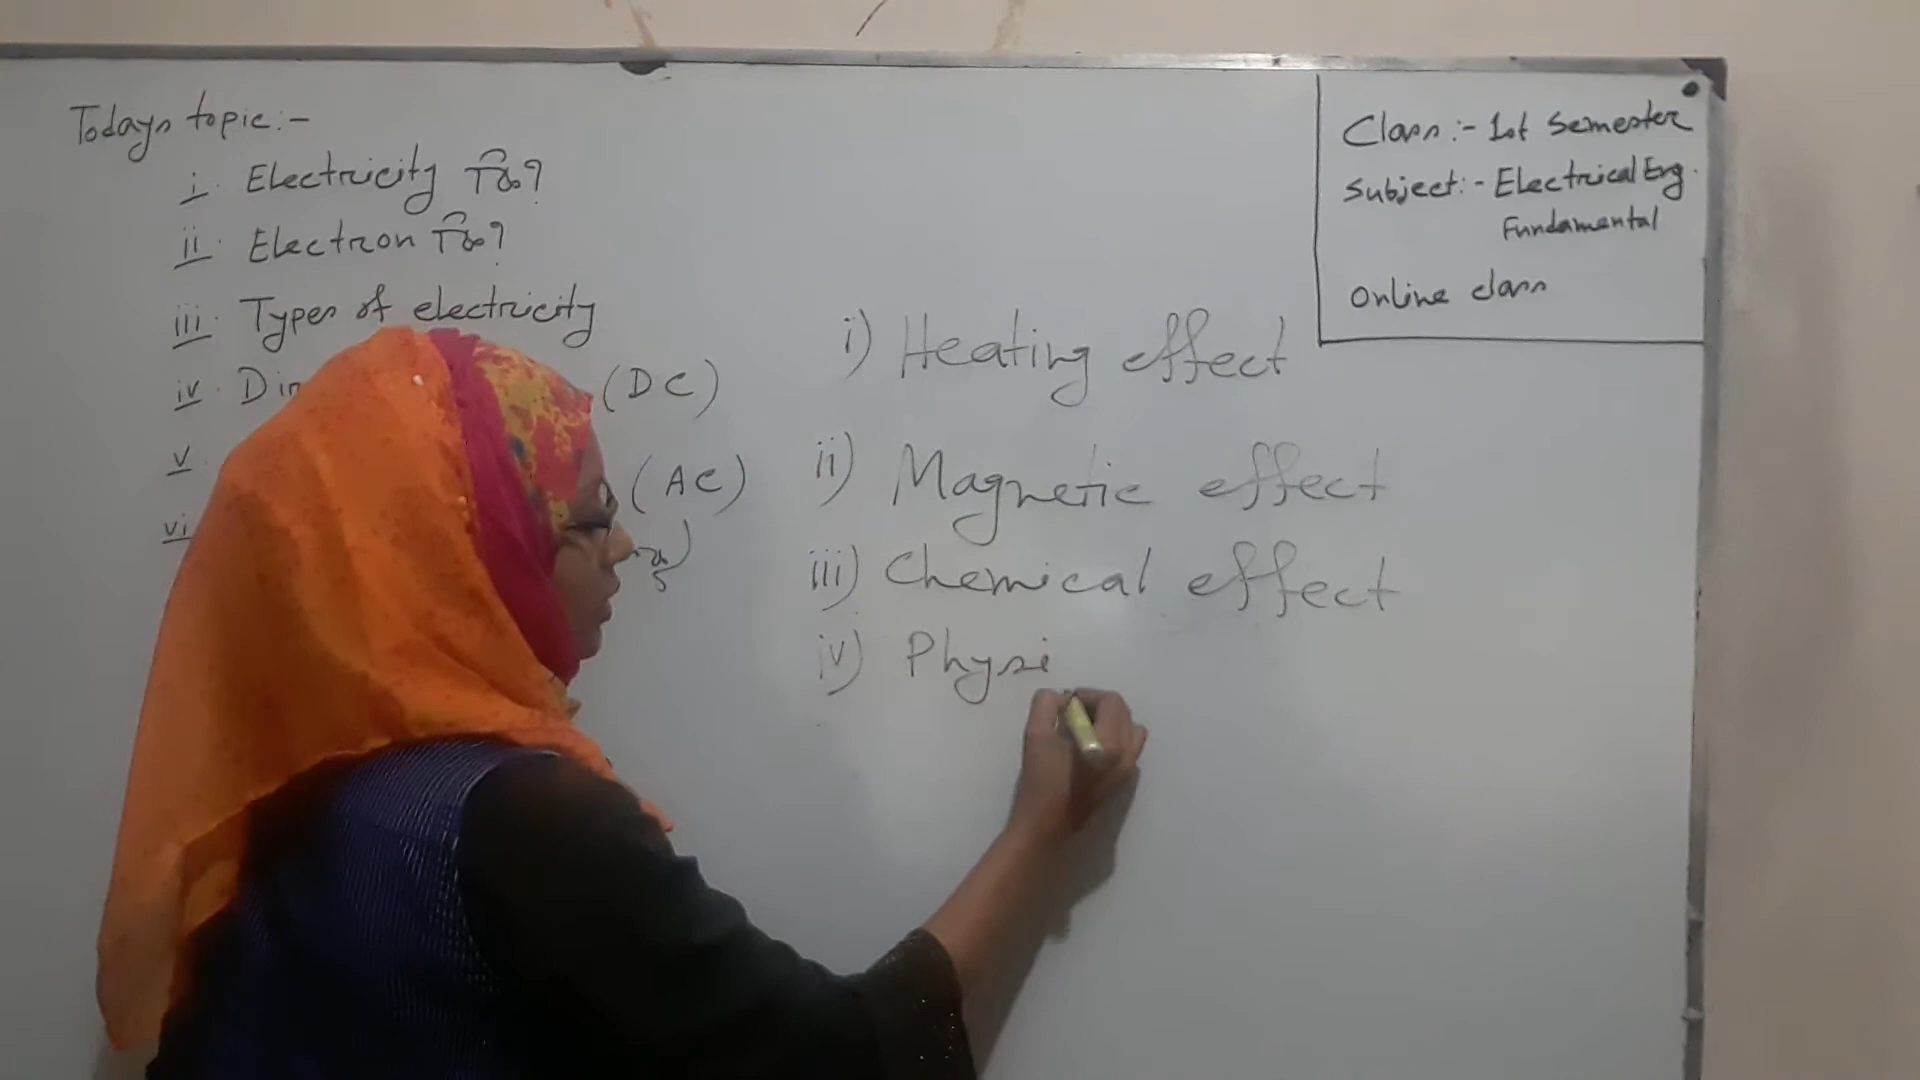 Todays topic:-
i. Electricity কি?
ii. Electron কি?
iii. Types of electricity
iv. (DC)
v. (AC)
vi
i) Heating effect
ii) Magnetic effect
iii) Chemical effect
iv) Physi
Class:- 1st Semester
Subject:- Electrical Eng.
Fundamental
Online class